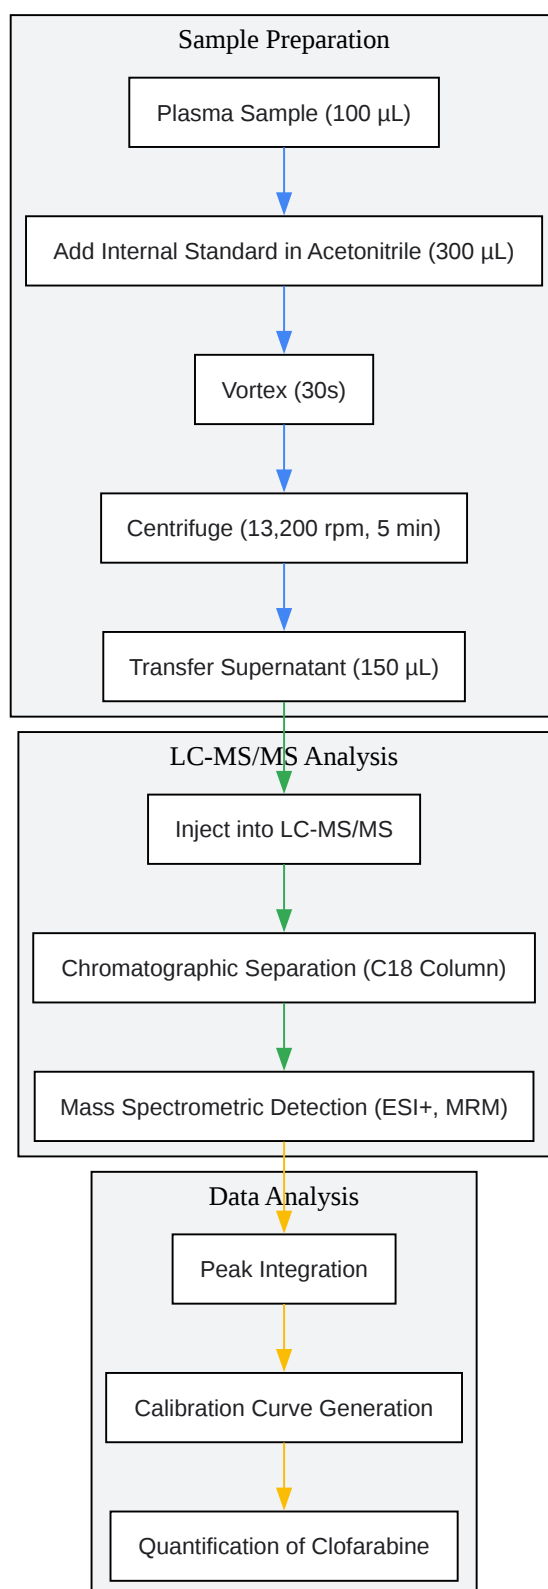 Sample Preparation
Plasma Sample (100 µL)
Add Internal Standard in Acetonitrile (300 µL)
Vortex (30s)
Centrifuge (13,200 rpm, 5 min)
Transfer Supernatant (150 µL)
LC-MS/MS Analysis
Inject into LC-MS/MS
Chromatographic Separation (C18 Column)
Mass Spectrometric Detection (ESI+, MRM)
Data Analysis
Peak Integration
Calibration Curve Generation
Quantification of Clofarabine